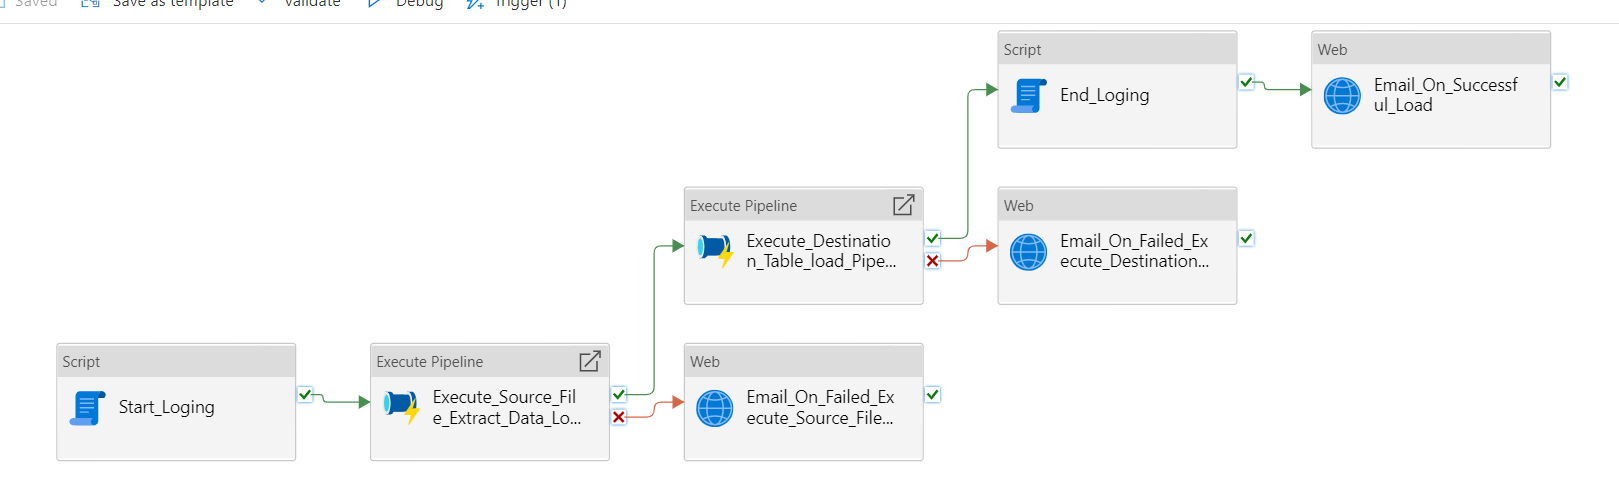 Saved Save as template Validate Debug Trigger (1)
Script
End_Loging
Web
Email_On_Successf
ul_Load
Execute Pipeline
Execute_Destinatio
n_Table_load_Pipe...
Web
Email_On_Failed_Ex
ecute_Destination...
Script
Start_Loging
Execute Pipeline
Execute_Source_Fil
e_Extract_Data_Lo...
Web
Email_On_Failed_Ex
ecute_Source_File...